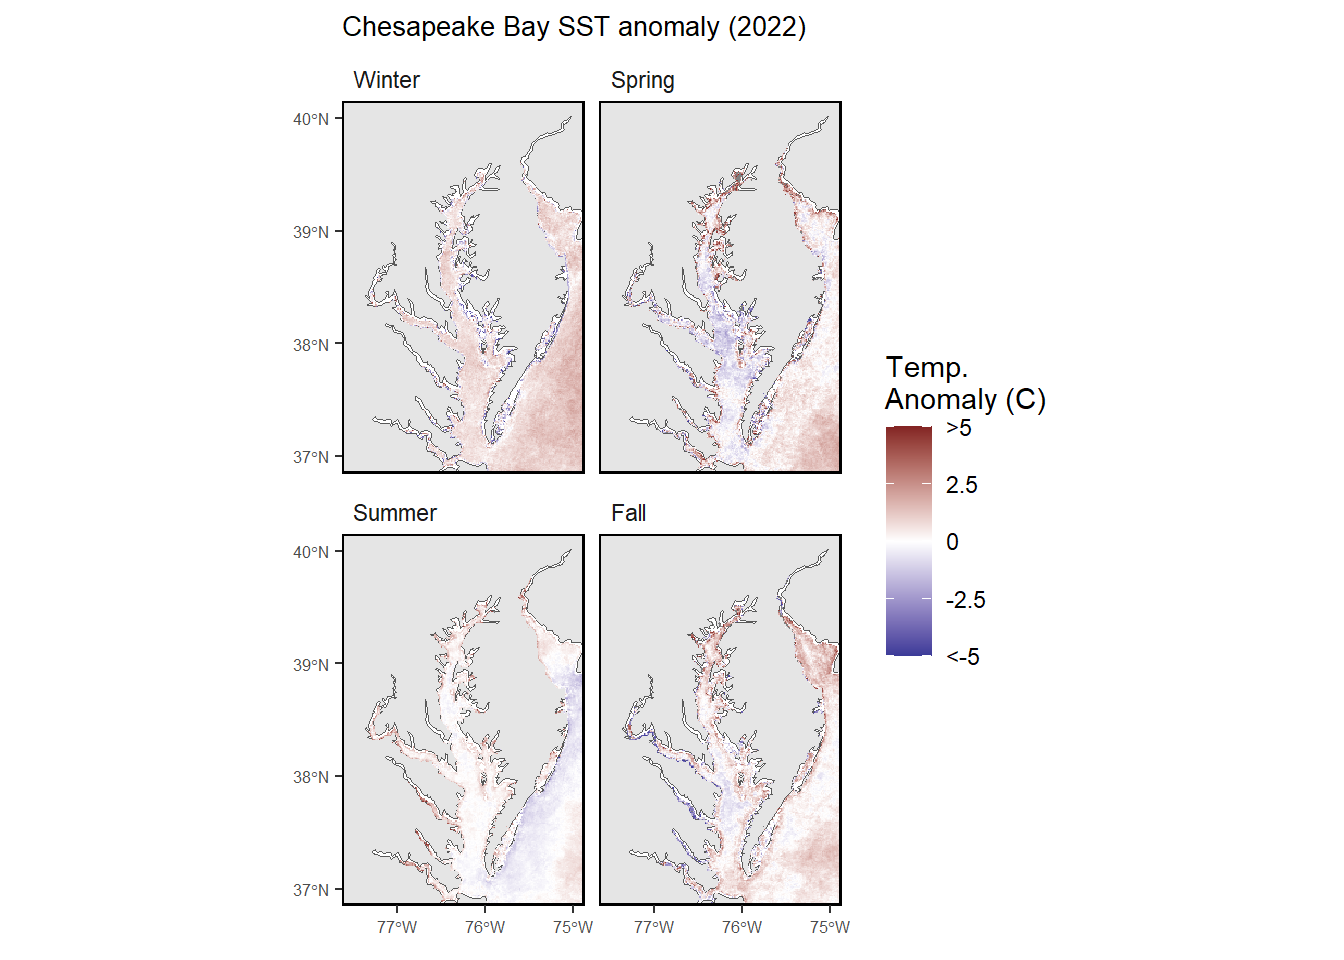 Chesapeake Bay SST anomaly (2022)
Winter
Spring
40°N
39°N
38°N
37°N
Summer
Fall
40°N
39°N
38°N
37°N
77°W
76°W
75°W
77°W
76°W
75°W
Temp.
Anomaly (C)
>5
2.5
0
-2.5
<-5